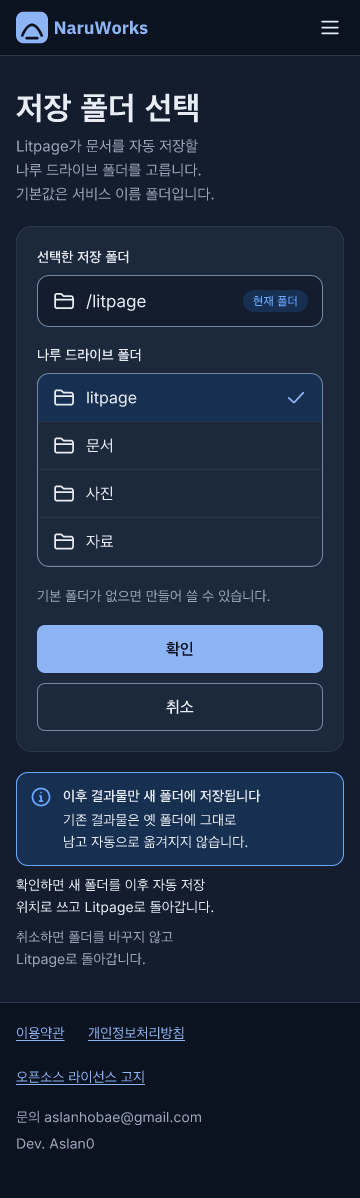 NaruWorks
저장 폴더 선택
Litpage가 문서를 자동 저장할
나루 드라이브 폴더를 고릅니다.
기본값은 서비스 이름 폴더입니다.
선택한 저장 폴더
/litpage 현재 폴더
나루 드라이브 폴더
litpage
문서
사진
자료
기본 폴더가 없으면 만들어 쓸 수 있습니다.
확인
취소
이후 결과물만 새 폴더에 저장됩니다
기존 결과물은 옛 폴더에 그대로
남고 자동으로 옮겨지지 않습니다.
확인하면 새 폴더를 이후 자동 저장
위치로 쓰고 Litpage로 돌아갑니다.
취소하면 폴더를 바꾸지 않고
Litpage로 돌아갑니다.
이용약관 개인정보처리방침
오픈소스 라이선스 고지
문의 aslanhobae@gmail.com
Dev. Aslan0